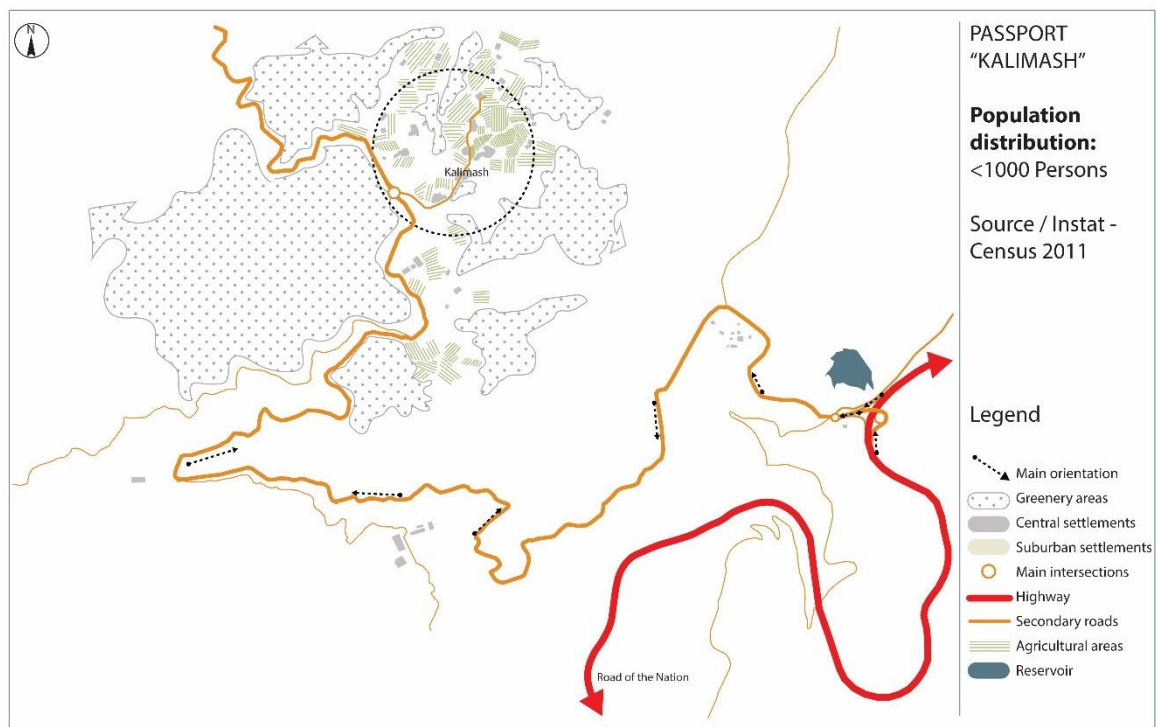 N
PASSPORT
“KALIMASH”
Population
distribution:
<1000 Persons
Source / Instat -
Census 2011
Kalimash
Road of the Nation
Legend
Main orientation
Greenery areas
Central settlements
Suburban settlements
Main intersections
Highway
Secondary roads
Agricultural areas
Reservoir